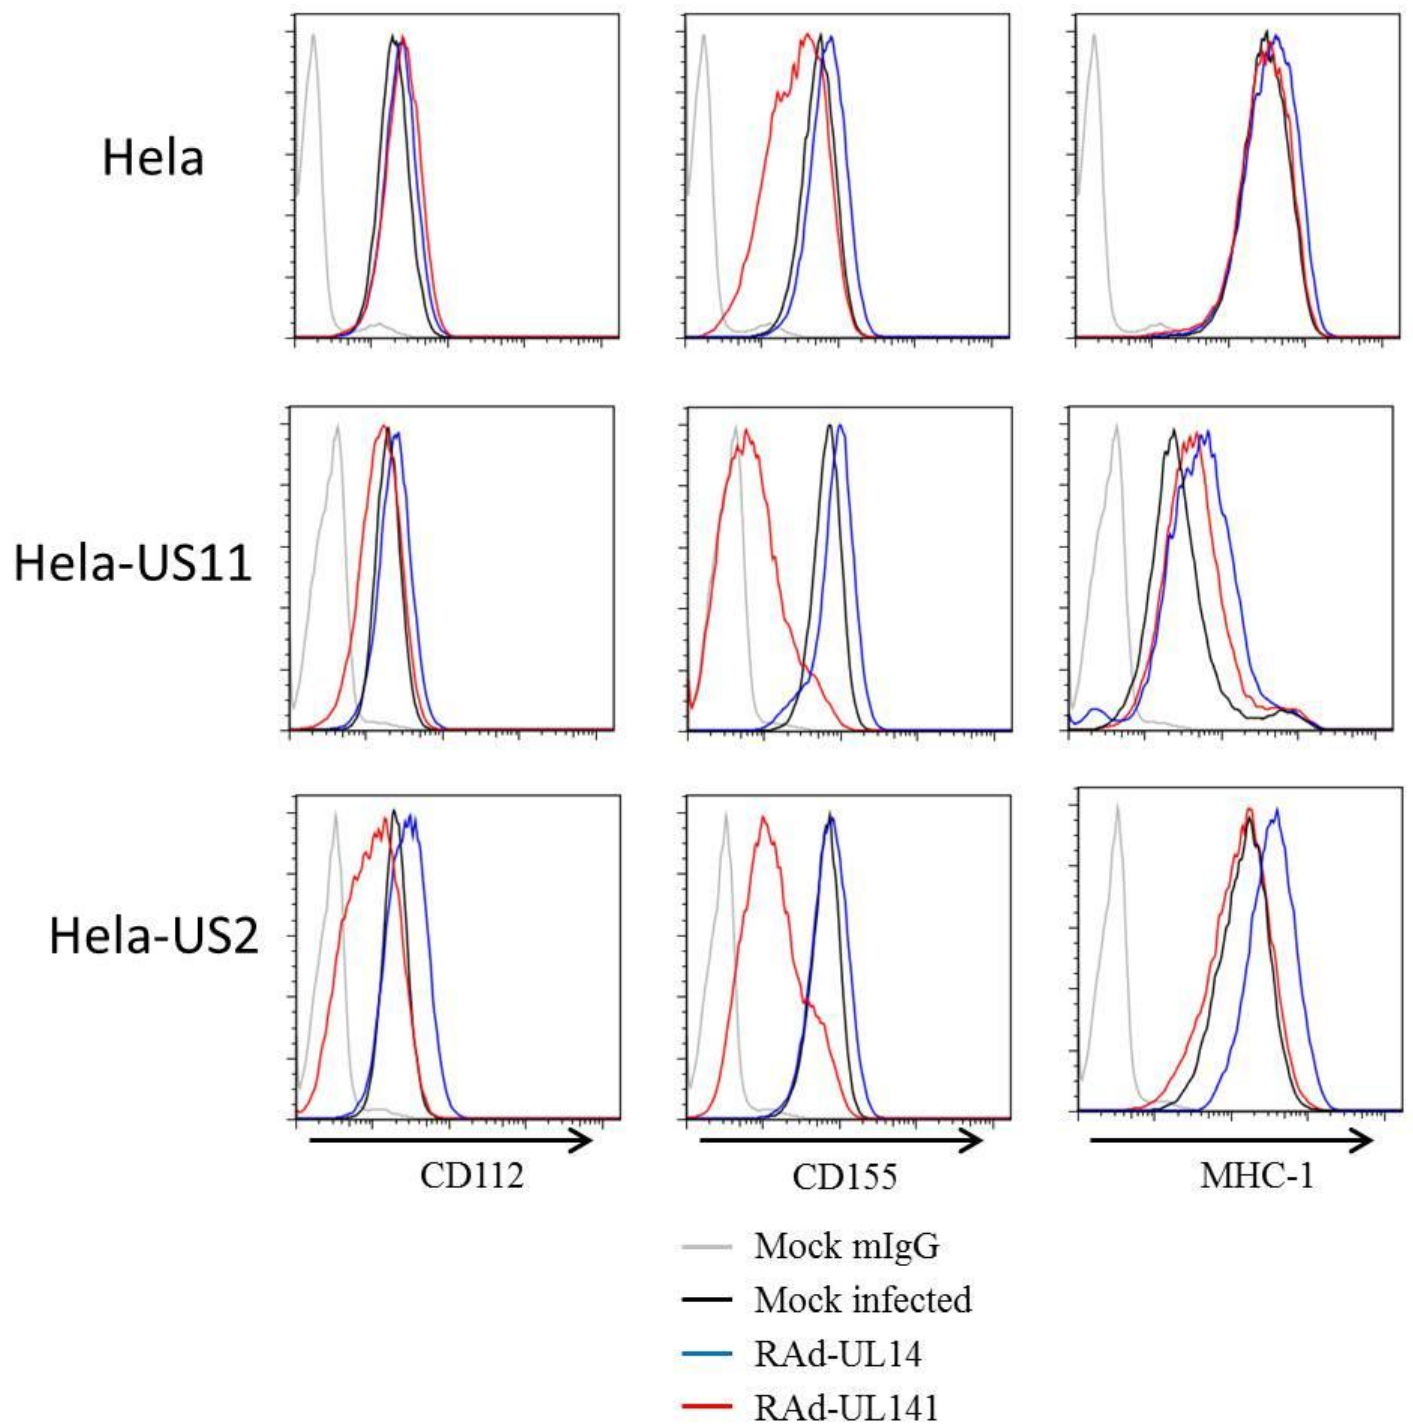 Hela
Hela-US11
Hela-US2
CD112
CD155
MHC-1
Mock mIgG
Mock infected
RAd-UL14
RAd-UL141